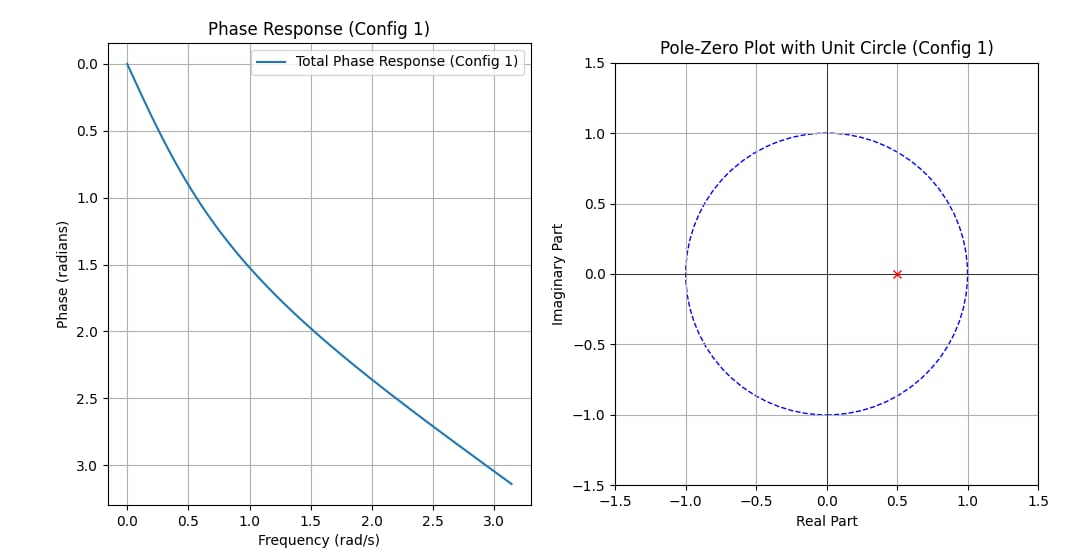 Phase Response (Config 1)
Total Phase Response (Config 1)
Phase (radians)
0.0
0.5
1.0
1.5
2.0
2.5
3.0
0.0 0.5 1.0 1.5 2.0 2.5 3.0
Frequency (rad/s)
Pole-Zero Plot with Unit Circle (Config 1)
Imaginary Part
1.5
1.0
0.5
0.0
−0.5
−1.0
−1.5
−1.5 −1.0 −0.5 0.0 0.5 1.0 1.5
Real Part